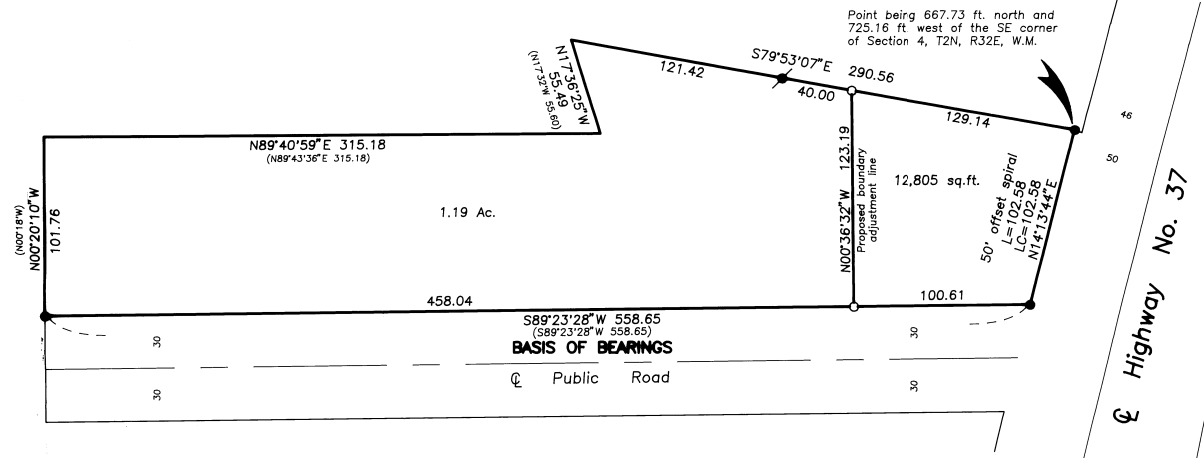 Point being 667.73 ft. north and
725.16 ft. west of the SE corner
of Section 4, T2N, R32E, W.M.
S79°53'07"E
290.56
121.42
40.00
129.14
N17°36'25"W
55.49
(N17°32'W 55.60)
46
50
N89°40'59"E 315.18
(N89°43'36"E 315.18)
(N00°18'W)
N00°20'10"W
101.76
1.19 Ac.
N00°36'32"W 123.19
Proposed boundary
adjustment line
12,805 sq.ft.
50' offset spiral
L=102.58
LC=102.58
N14°13'44"E
458.04
100.61
S89°23'28"W 558.65
(S89°23'28"W 558.65)
BASIS OF BEARINGS
30
30
℄ Public Road
30
30
℄ Highway No. 37